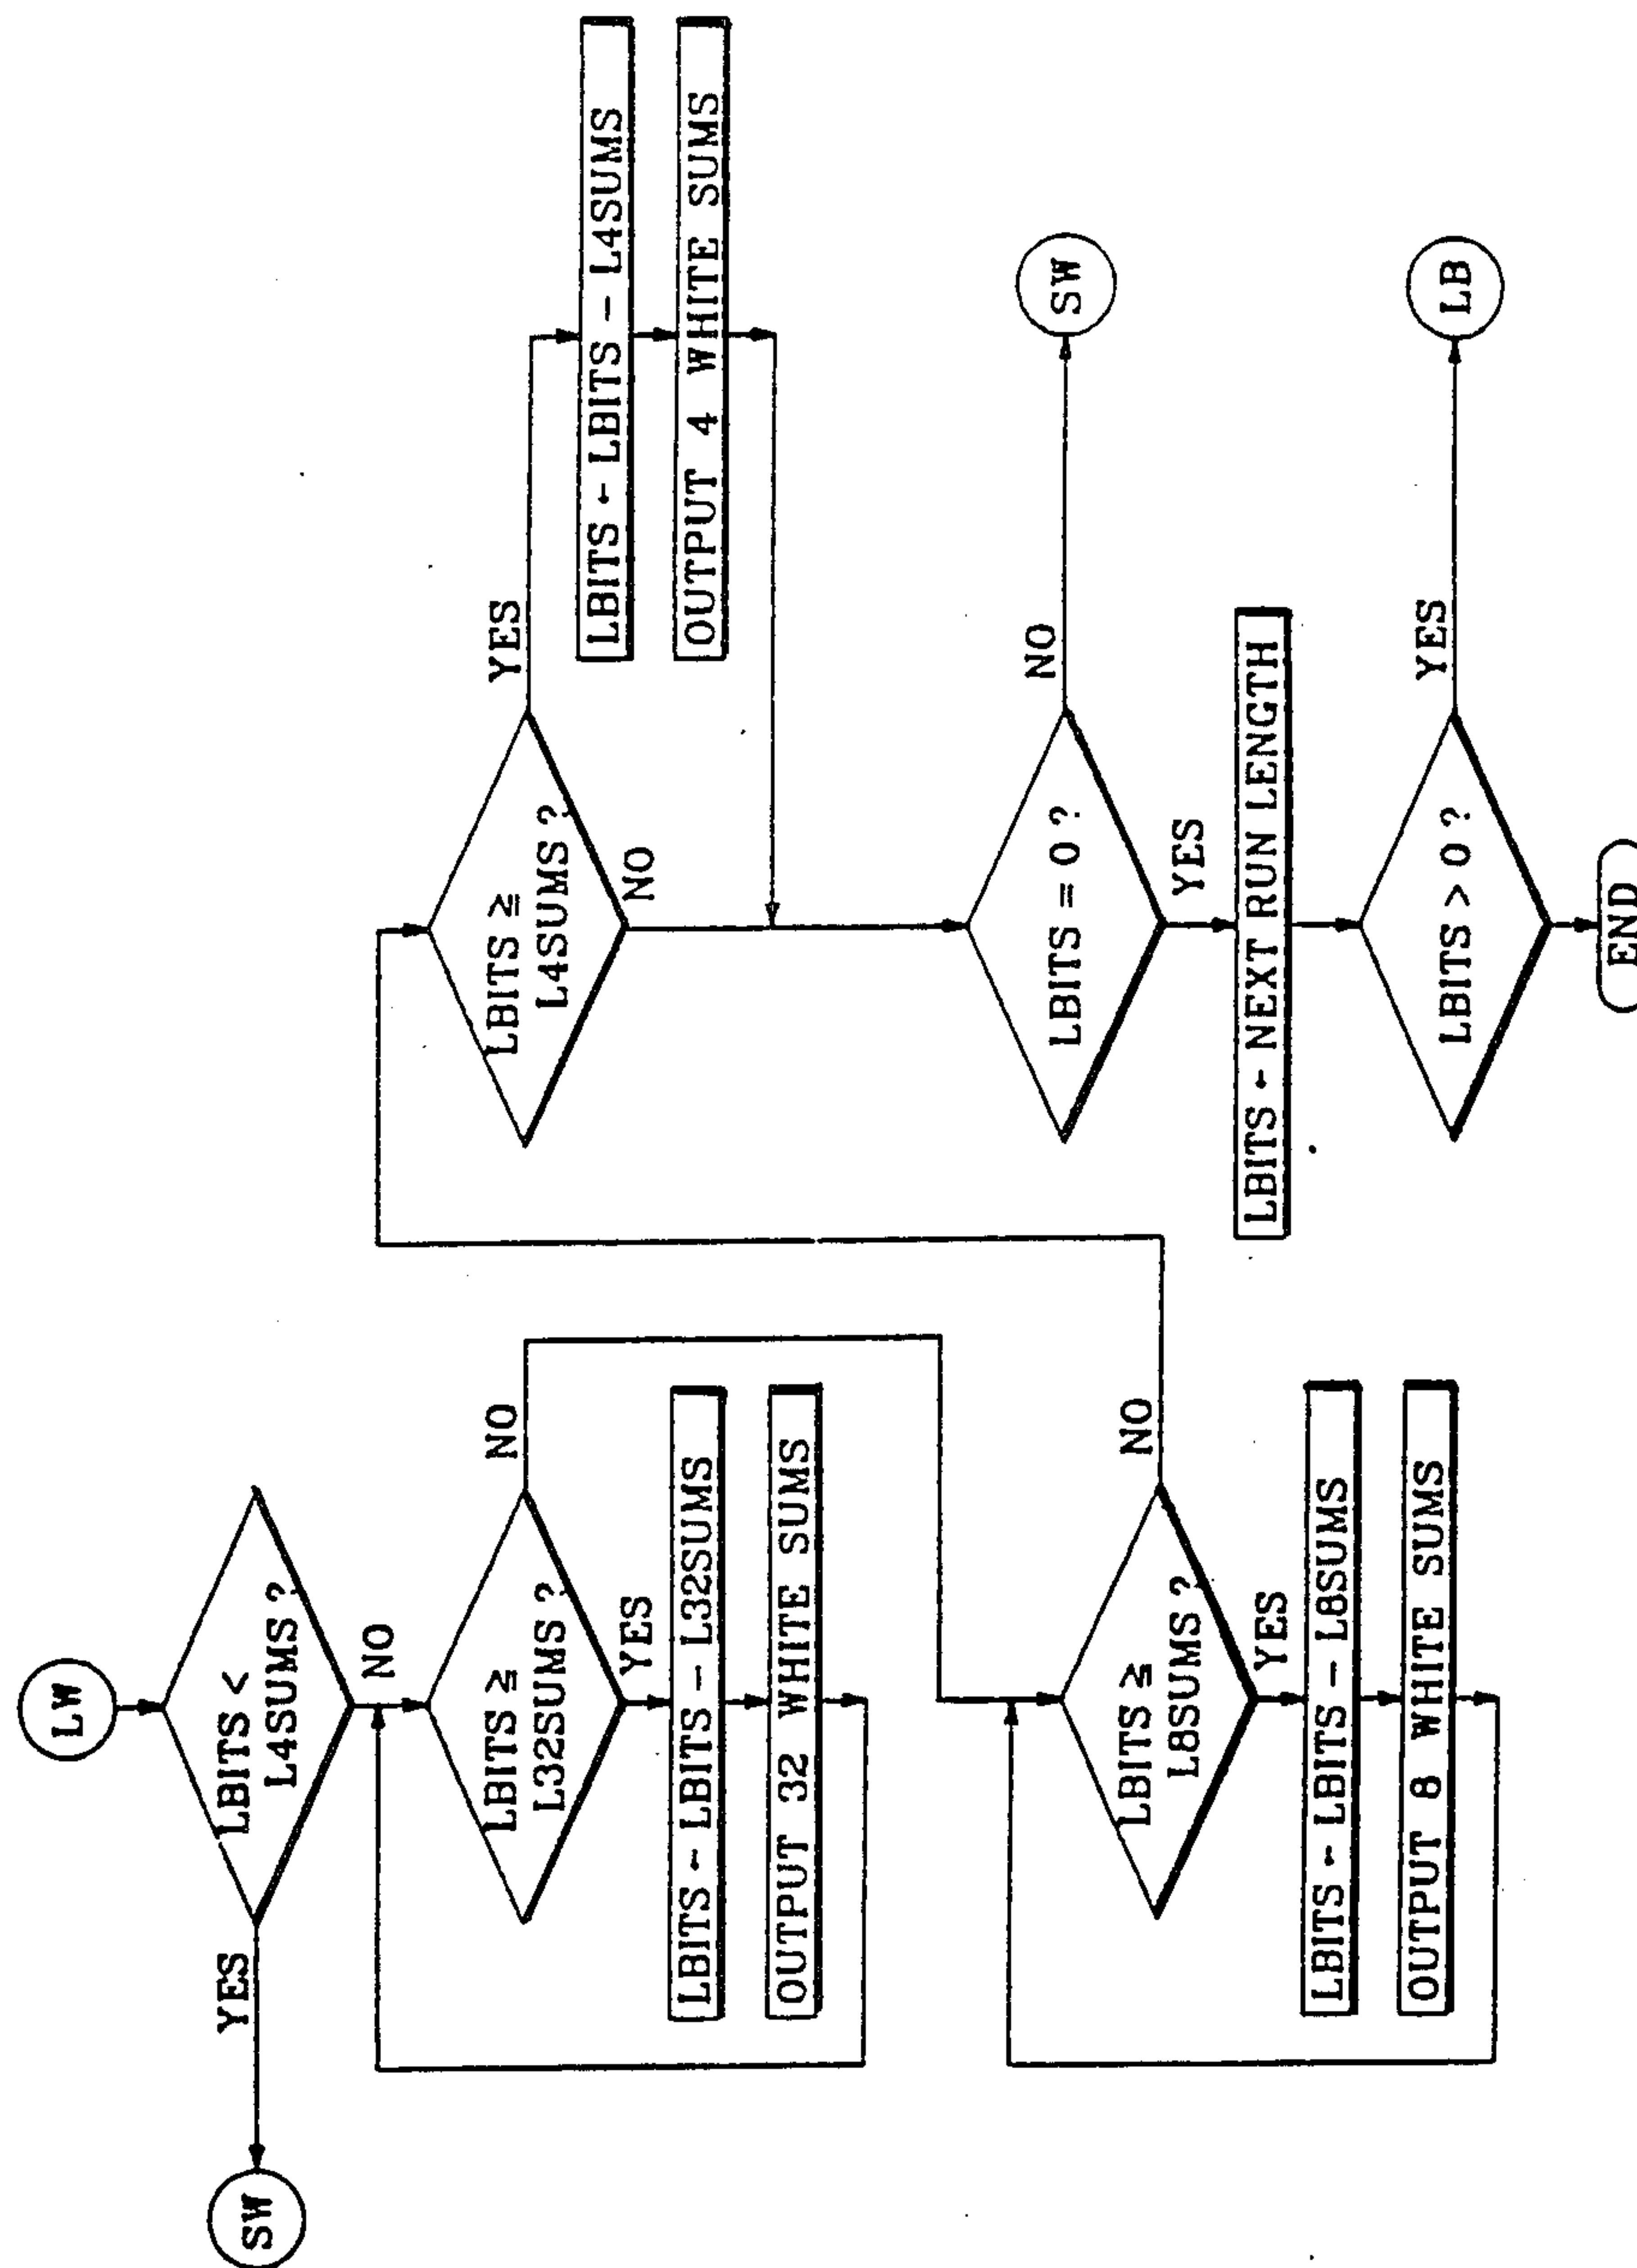 LW
LBITS <
L4SUMS ?
YES
SW
NO
LBITS ≧
L32SUMS ?
NO
YES
LBITS ← LBITS − L32SUMS
OUTPUT 32 WHITE SUMS
LBITS ≧
L8SUMS ?
NO
YES
LBITS ← LBITS − L8SUMS
OUTPUT 8 WHITE SUMS
LBITS ≧
L4SUMS ?
YES
NO
LBITS ← LBITS − L4SUMS
OUTPUT 4 WHITE SUMS
LBITS = 0 ?
NO
SW
YES
LBITS ← NEXT RUN LENGTH
LBITS > 0 ?
YES
LB
END